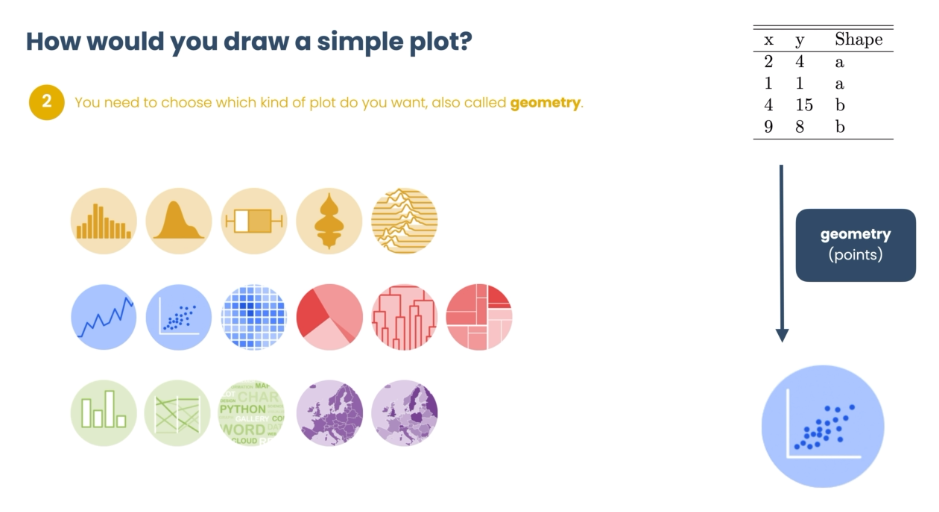 How would you draw a simple plot?
2 You need to choose which kind of plot do you want, also called geometry.
x y Shape
2 4 a
1 1 a
4 15 b
9 8 b
geometry
(points)
CHAR
PYTHON
GALLERY
WORD
CLOUD